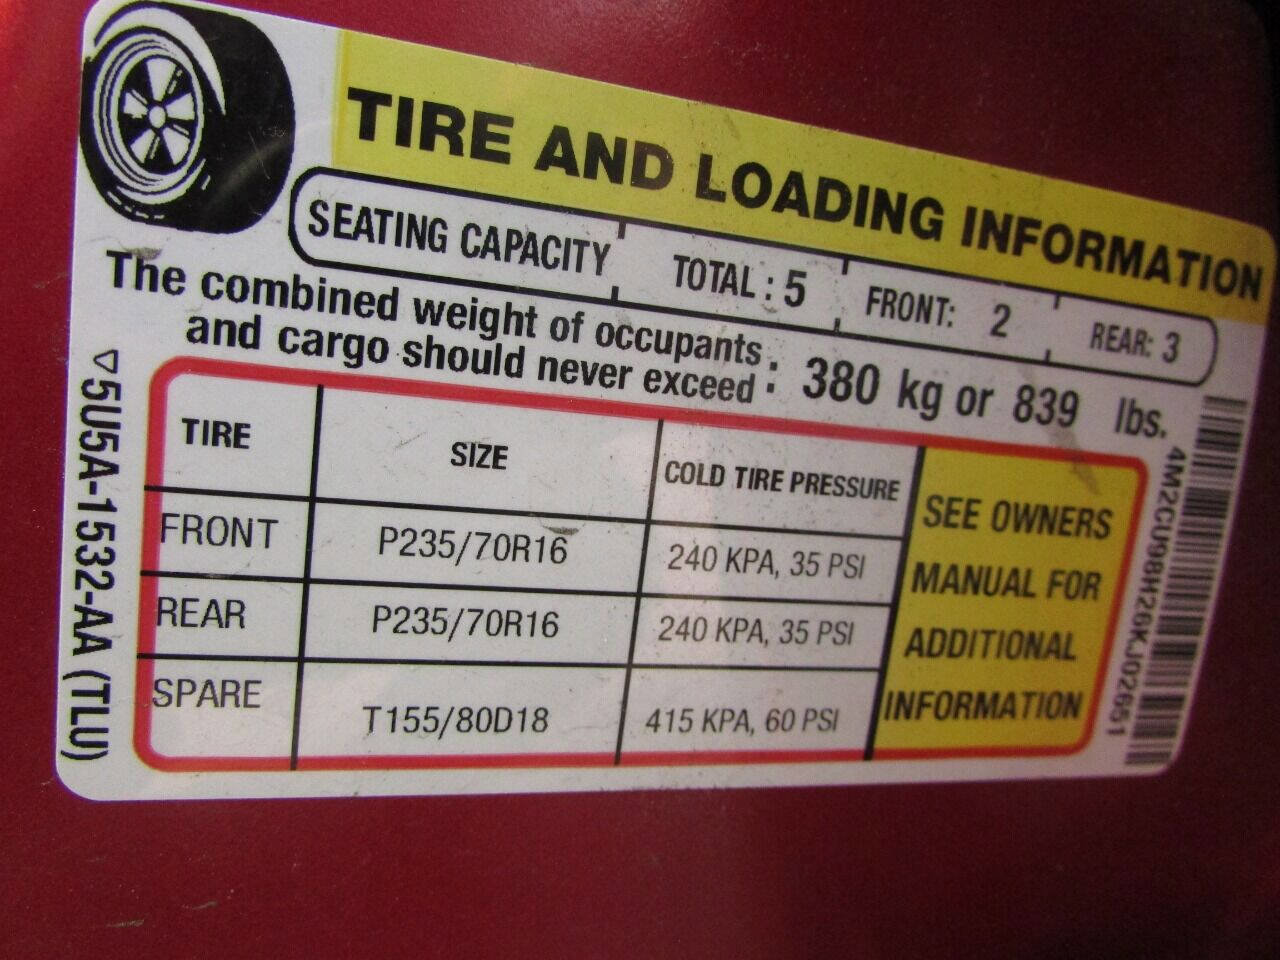 TIRE AND LOADING INFORMATION
SEATING CAPACITY TOTAL : 5 FRONT: 2 REAR: 3
The combined weight of occupants
and cargo should never exceed : 380 kg or 839 lbs.
TIRE SIZE COLD TIRE PRESSURE
FRONT P235/70R16 240 KPA, 35 PSI
REAR P235/70R16 240 KPA, 35 PSI
SPARE T155/80D18 415 KPA, 60 PSI
SEE OWNERS
MANUAL FOR
ADDITIONAL
INFORMATION
5U5A-1532-AA (TLU)
4M2CU98H26KJ02651